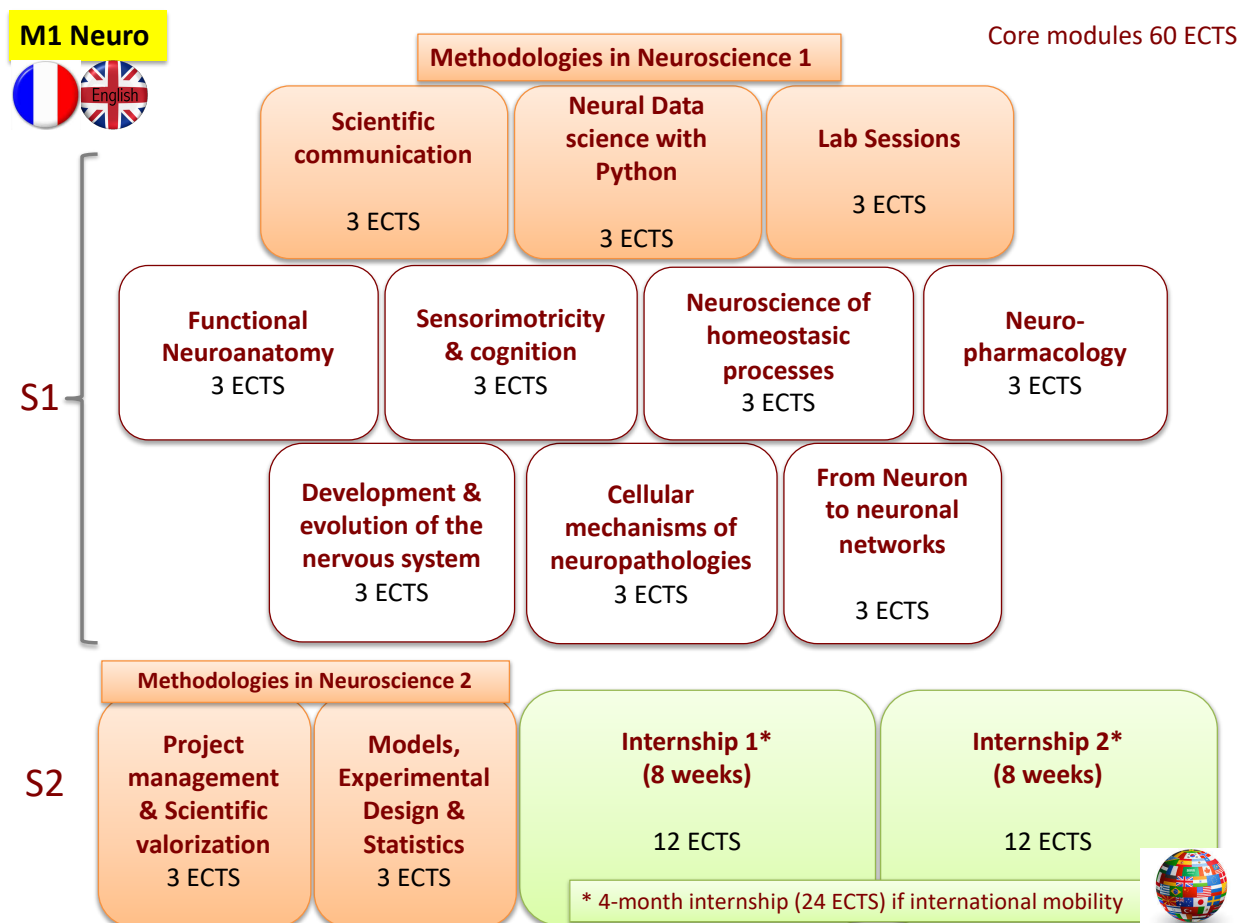 M1 Neuro
English
Core modules 60 ECTS
Methodologies in Neuroscience 1
Scientific
communication
3 ECTS
Neural Data
science with
Python
3 ECTS
Lab Sessions
3 ECTS
S1
Functional
Neuroanatomy
3 ECTS
Sensorimotricity
& cognition
3 ECTS
Neuroscience of
homeostasic
processes
3 ECTS
Neuro-
pharmacology
3 ECTS
Development &
evolution of the
nervous system
3 ECTS
Cellular
mechanisms of
neuropathologies
3 ECTS
From Neuron
to neuronal
networks
3 ECTS
S2
Methodologies in Neuroscience 2
Project
management
& Scientific
valorization
3 ECTS
Models,
Experimental
Design &
Statistics
3 ECTS
Internship 1*
(8 weeks)
12 ECTS
Internship 2*
(8 weeks)
12 ECTS
* 4-month internship (24 ECTS) if international mobility